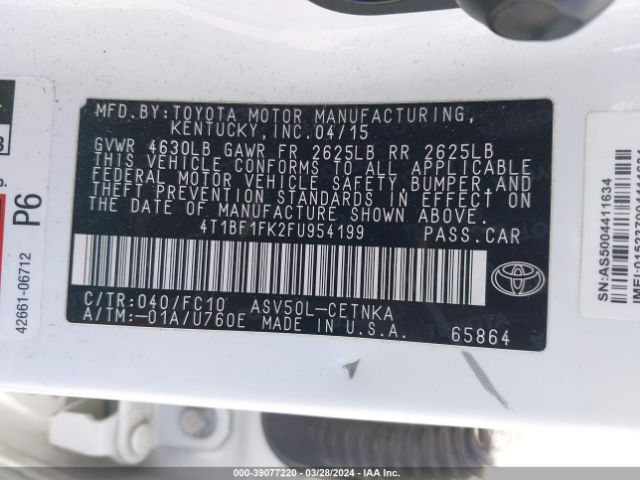 MFD. BY: TOYOTA MOTOR MANUFACTURING,
KENTUCKY, INC. 04/15
GVWR 4630LB GAWR FR 2625LB RR 2625LB
THIS VEHICLE CONFORMS TO ALL APPLICABLE
FEDERAL MOTOR VEHICLE SAFETY, BUMPER, AND
THEFT PREVENTION STANDARDS IN EFFECT ON
THE DATE OF MANUFACTURE SHOWN ABOVE.
4T1BF1FK2FU954199 PASS. CAR
C/TR: 040/FC10 ASV50L-CETNKA
A/TM: -01A/U760E MADE IN U.S.A. 65864
P6
42661-06712
SN:AS5004411634
000-39077220 - 03/28/2024 - IAA Inc.